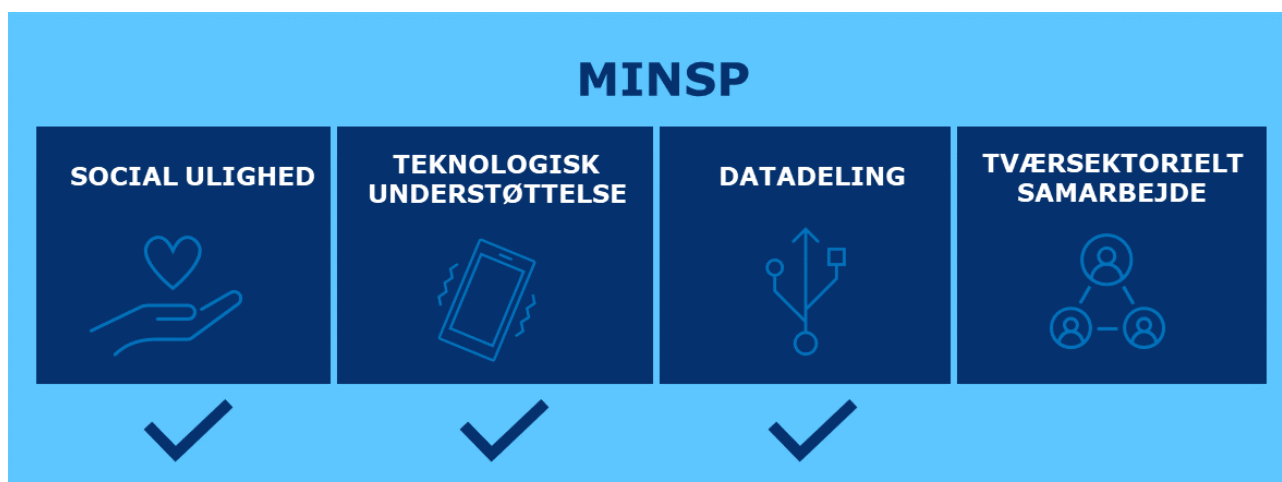 MINSP
SOCIAL ULIGHED
TEKNOLOGISK
UNDERSTØTTELSE
DATADELING
TVÆRSEKTORIELT
SAMARBEJDE